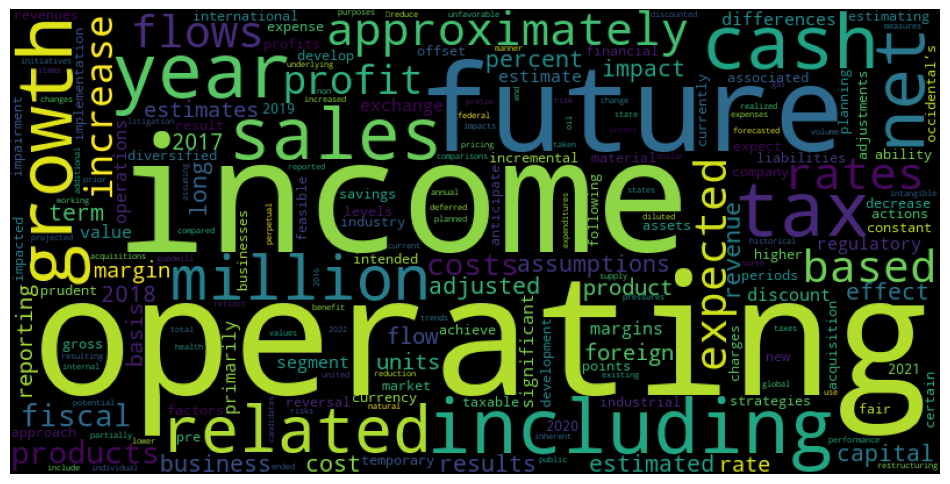 revenues
international
unfavorable
discounted
differences
estimating
initiatives
expense
purposes
reduce
flows
approximately
cash
measures
profits
manner
financial
items
implementation
develop
offset
percent
impact
growth
increase
year
profit
underlying
estimate
associated
planning
net
occidental's
changes
estimates
2019
exchange
future
currently
adjustments
impairment
litigation
2017
result
non
increased
end
risk
change
expenses
federal
impacts
oil
state
losses
dollar
realized
forecasted
volume
pretax
gas
sales
pricing
taken
comparisons
incremental
material
expect
liabilities
ability
additional
prior
working
operations
diversified
assuming
reported
company
decrease
long
feasible
income
savings
levels
industry
annual
deferred
planned
anticipate
expenditures
following
states
diluted
assets
expected
tax
rates
actions
constant
intangible
term
value
projected
compared
perpetual
businesses
intended
current
revenue
historical
regulatory
impacted
acquisitions
goodwill
margin
million
2016
costs
assumptions
supply
pressures
higher
periods
north
based
reporting
prudent
2018
basis
reflect
benefit
adjusted
product
discount
effect
operating
gross
resulting
internal
primarily
total
health
values
2022
united
trends
reduction
flow
achieve
segment
units
market
significant
development
margins
foreign
points
existing
charges
taxes
new
global
acquisition
2021
use
certain
fiscal
potential
factors
risks
reversal
currency
candidates
natural
taxable
industrial
strategies
fair
related
including
2020
inherent
performance
products
approach
partially
lower
include
individual
pre
business
cost
ended
temporary
results
public
estimated
rate
capital
restructuring